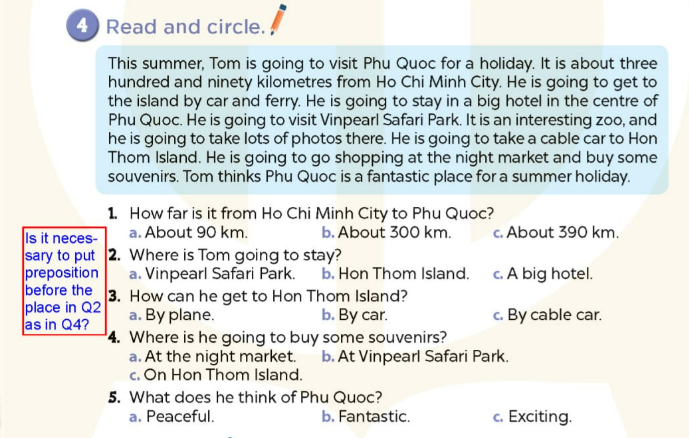 4 Read and circle.
This summer, Tom is going to visit Phu Quoc for a holiday. It is about three
hundred and ninety kilometres from Ho Chi Minh City. He is going to get to
the island by car and ferry. He is going to stay in a big hotel in the centre of
Phu Quoc. He is going to visit Vinpearl Safari Park. It is an interesting zoo, and
he is going to take lots of photos there. He is going to take a cable car to Hon
Thom Island. He is going to go shopping at the night market and buy some
souvenirs. Tom thinks Phu Quoc is a fantastic place for a summer holiday.
1. How far is it from Ho Chi Minh City to Phu Quoc?
a. About 90 km. b. About 300 km. c. About 390 km.
2. Where is Tom going to stay?
a. Vinpearl Safari Park. b. Hon Thom Island. c. A big hotel.
3. How can he get to Hon Thom Island?
a. By plane. b. By car. c. By cable car.
4. Where is he going to buy some souvenirs?
a. At the night market. b. At Vinpearl Safari Park.
c. On Hon Thom Island.
5. What does he think of Phu Quoc?
a. Peaceful. b. Fantastic. c. Exciting.
Is it neces-
sary to put
preposition
before the
place in Q2
as in Q4?